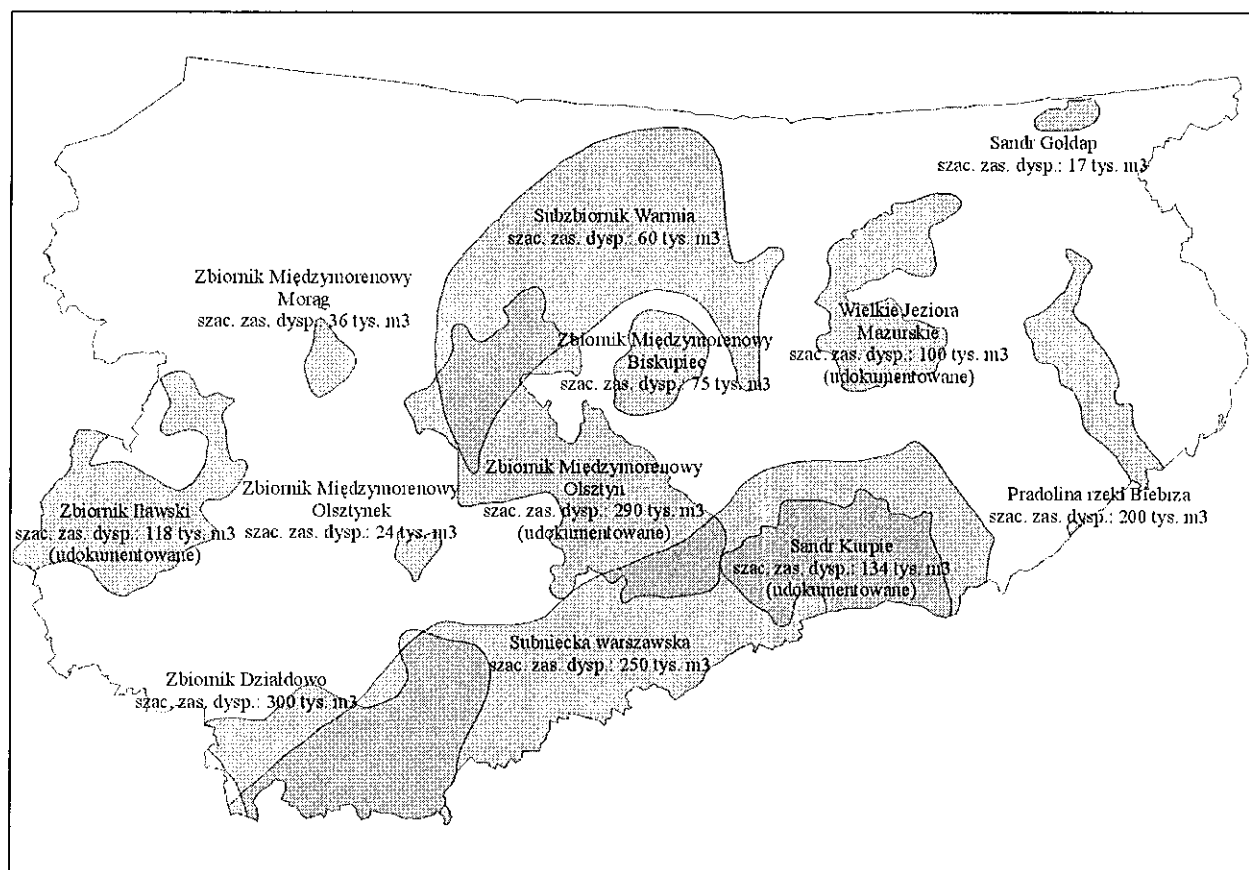 Sandr Gołdap
szac. zas. dysp.: 17 tys. m3
Subzbiornik Warmia
szac. zas. dysp.: 60 tys. m3
Zbiornik Międzymorenowy
Morąg
szac. zas. dysp.: 36 tys. m3
Wielkie Jeziora
Mazurskie
szac. zas. dysp.: 100 tys. m3
(udokumentowane)
Zbiornik Międzymorenowy
Biskupiec
szac. zas. dysp.: 75 tys. m3
Zbiornik Iławski
szac. zas. dysp.: 118 tys. m3
(udokumentowane)
Zbiornik Międzymorenowy
Olsztynek
szac. zas. dysp.: 24 tys. m3
Zbiornik Międzymorenowy
Olsztyn
szac. zas. dysp.: 290 tys. m3
(udokumentowane)
Pradolina rzeki Biebrza
szac. zas. dysp.: 200 tys. m3
Sandr Kurpie
szac. zas. dysp.: 134 tys. m3
(udokumentowane)
Subniecka warszawska
szac. zas. dysp.: 250 tys. m3
Zbiornik Działdowo
szac. zas. dysp.: 300 tys. m3